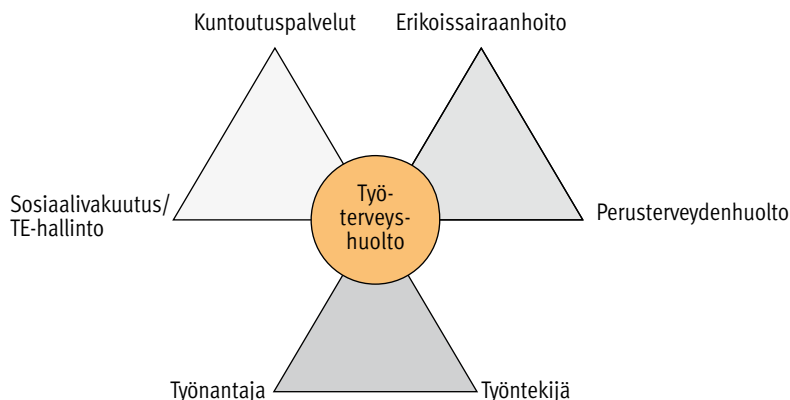 Kuntoutuspalvelut
Erikoissairaanhoito
Sosiaalivakuutus/
TE-hallinto
Työ-
terveys-
huolto
Perusterveydenhuolto
Työnantaja
Työntekijä